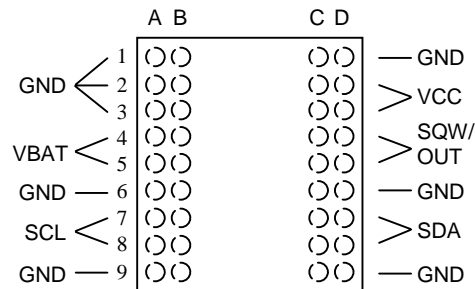 A B C D
1 GND
GND 2 VCC
3
4 SQW/
VBAT OUT
5
GND 6 GND
7
SCL SDA
8
GND 9 GND